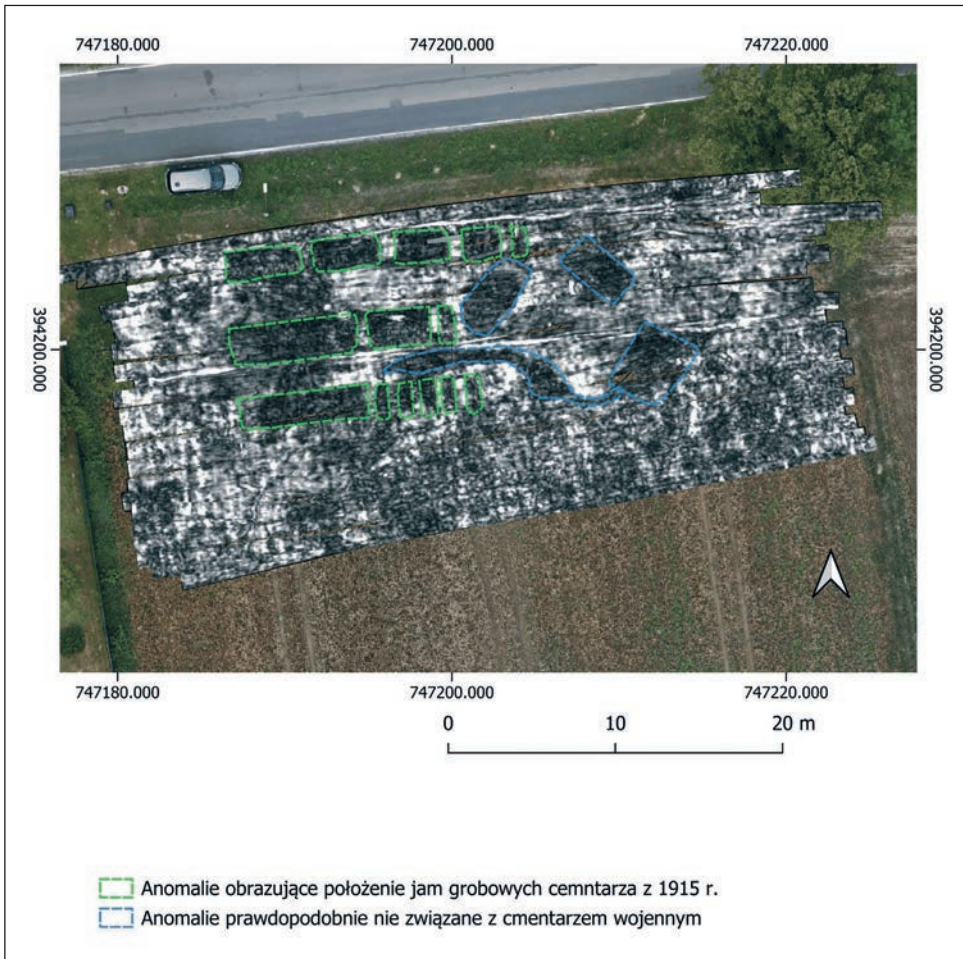 747180.000 747200.000 747220.000
394200.000 394200.000
747180.000 747200.000 747220.000
0 10 20 m
Anomalie obrazujące położenie jam grobowych cemntarza z 1915 r.
Anomalie prawdopodobnie nie związane z cmentarzem wojennym